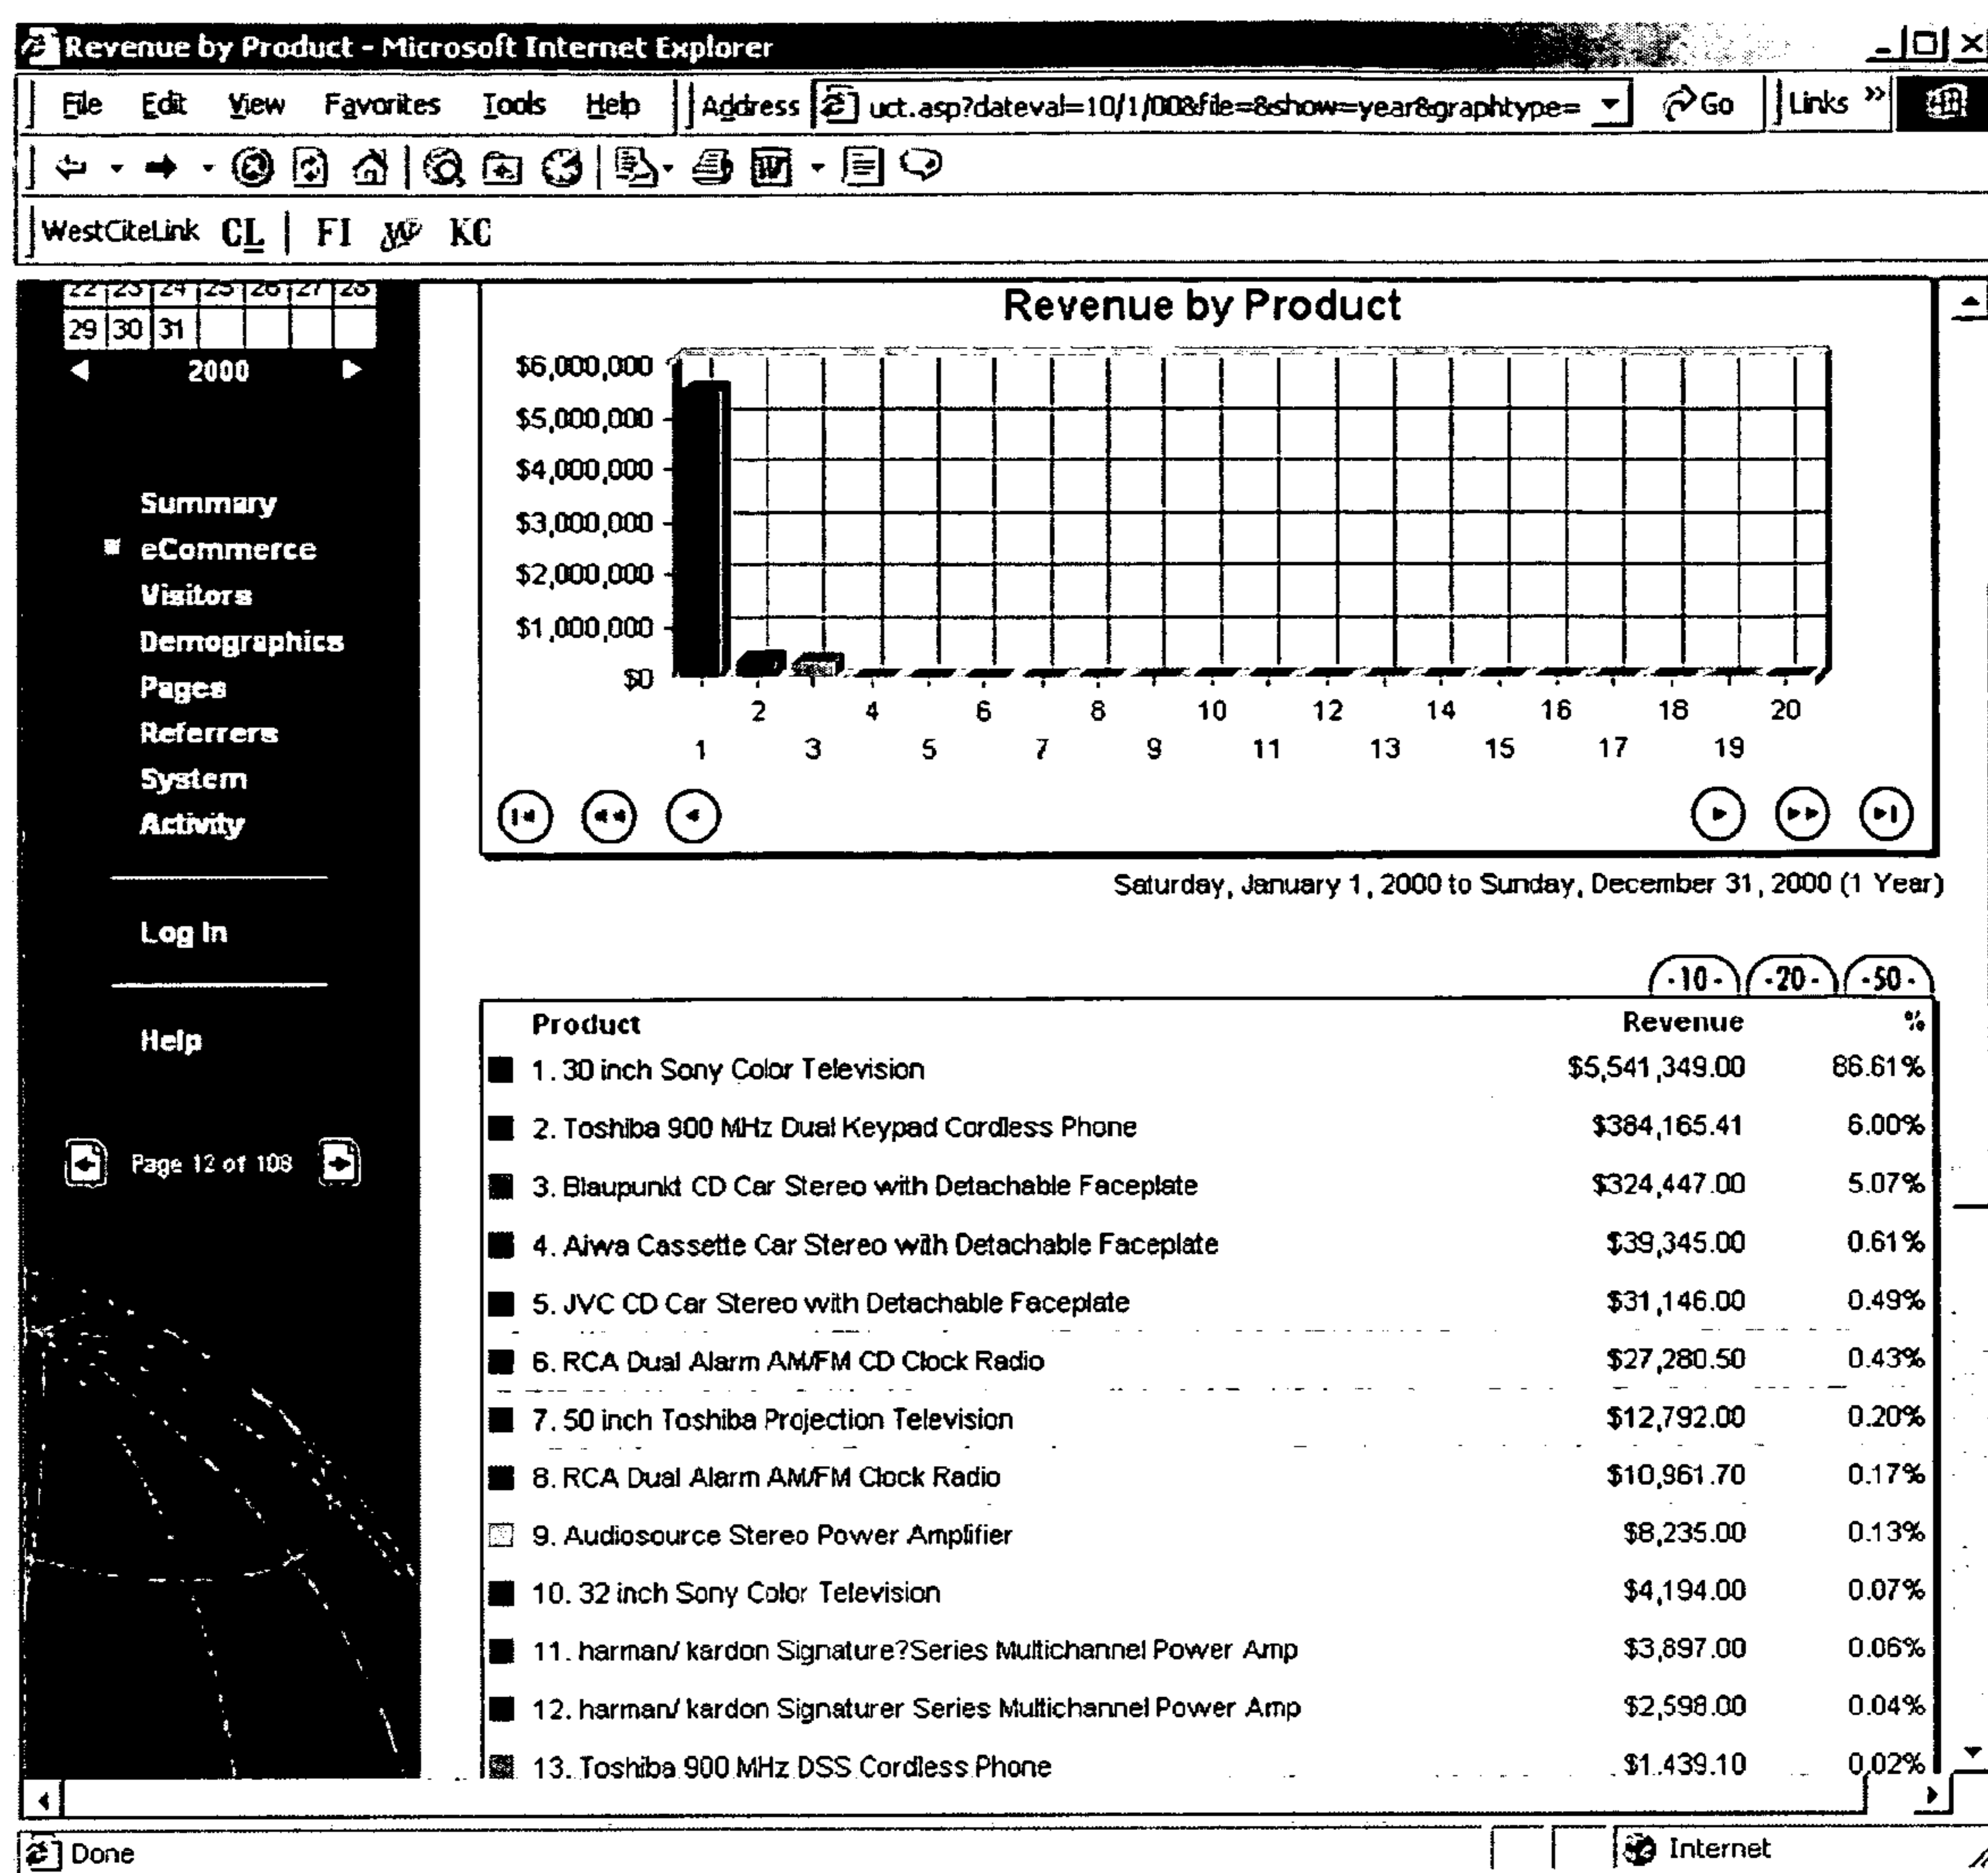 Revenue by Product - Microsoft Internet Explorer
File Edit View Favorites Tools Help Address uct.asp?dateval=10/1/00&file=&show=year&graphtype= Go Links »
WestCiteLink CL FI KC
22 23 24 25 26 27 28
29 30 31
2000
Summary
eCommerce
Visitors
Demographics
Pages
Referrers
System
Activity
Log In
Help
Page 12 of 108
Revenue by Product
$6,000,000
$5,000,000
$4,000,000
$3,000,000
$2,000,000
$1,000,000
$0
2 4 6 8 10 12 14 16 18 20
1 3 5 7 9 11 13 15 17 19
Saturday, January 1, 2000 to Sunday, December 31, 2000 (1 Year)
-10- -20- -50-
Product Revenue %
1. 30 inch Sony Color Television $5,541,349.00 86.61%
2. Toshiba 900 MHz Dual Keypad Cordless Phone $384,165.41 6.00%
3. Blaupunkt CD Car Stereo with Detachable Faceplate $324,447.00 5.07%
4. Aiwa Cassette Car Stereo with Detachable Faceplate $39,345.00 0.61%
5. JVC CD Car Stereo with Detachable Faceplate $31,146.00 0.49%
6. RCA Dual Alarm AM/FM CD Clock Radio $27,280.50 0.43%
7. 50 inch Toshiba Projection Television $12,792.00 0.20%
8. RCA Dual Alarm AM/FM Clock Radio $10,961.70 0.17%
9. Audiosource Stereo Power Amplifier $8,235.00 0.13%
10. 32 inch Sony Color Television $4,194.00 0.07%
11. harman/ kardon Signature?Series Multichannel Power Amp $3,897.00 0.06%
12. harman/ kardon Signaturer Series Multichannel Power Amp $2,598.00 0.04%
13. Toshiba 900 MHz DSS Cordless Phone $1,439.10 0.02%
Done Internet